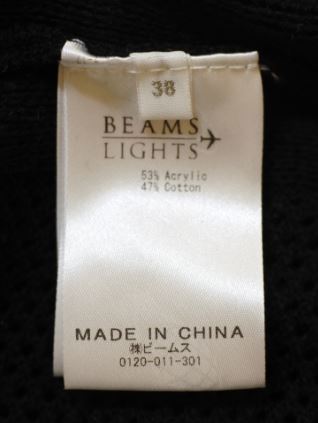 38
BEAMS
LIGHTS
53% Acrylic
47% Cotton
MADE IN CHINA
㈱ビームス
0120-011-301